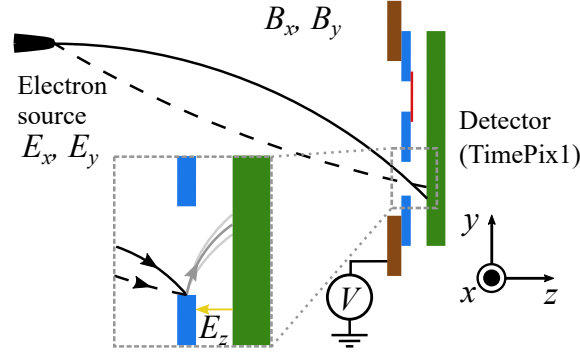 B_x, B_y
Electron
source
E_x, E_y
Detector
(TimePix1)
y
x
z
V
E_z